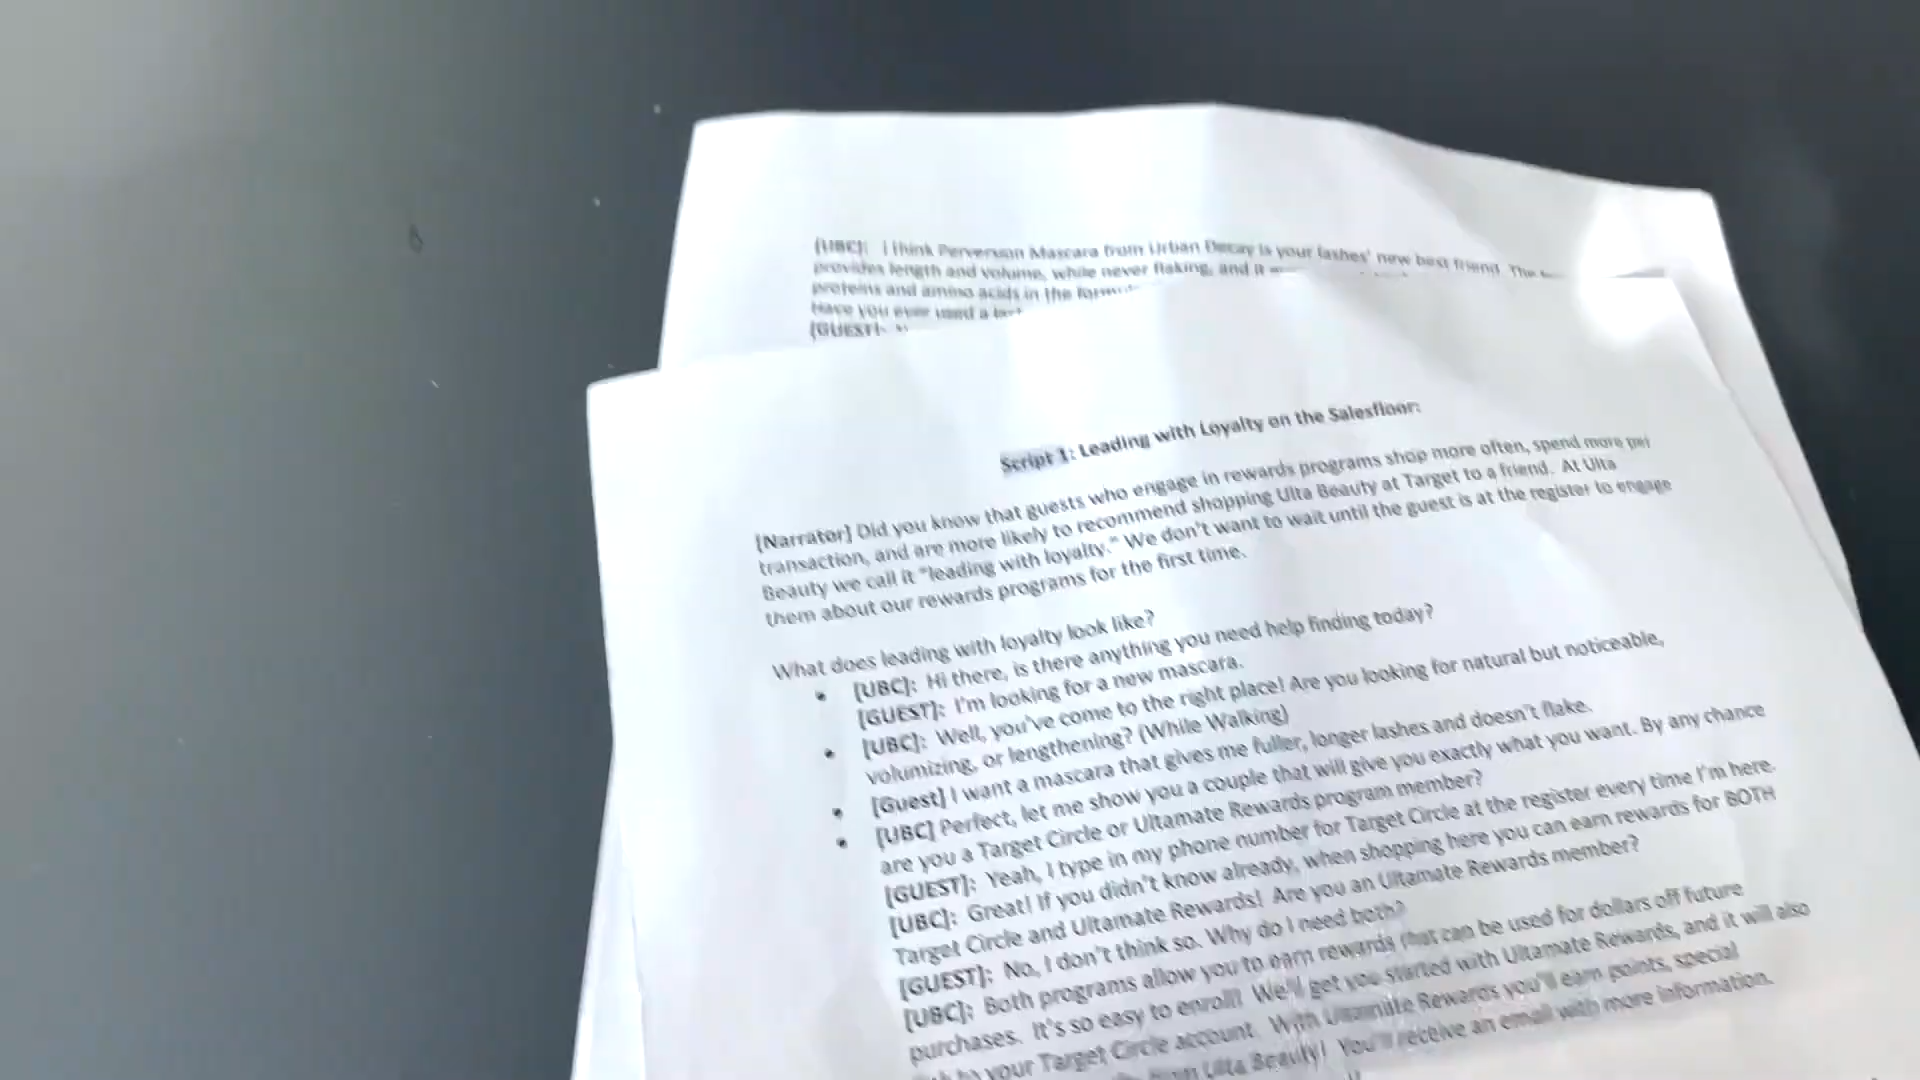 [UBC]: I think Perversion Mascara from Urban Decay is your lashes' new best friend. The
provides length and volume, while never flaking, and it
proteins and amino acids in the
Have you ever used a
[GUEST]:
Script 1: Leading with Loyalty on the Salesfloor:
[Narrator] Did you know that guests who engage in rewards programs shop more often, spend more per
transaction, and are more likely to recommend shopping Ulta Beauty at Target to a friend. At Ulta
Beauty we call it "leading with loyalty." We don't want to wait until the guest is at the register to engage
them about our rewards programs for the first time.
What does leading with loyalty look like?
• [UBC]: Hi there, is there anything you need help finding today?
[GUEST]: I'm looking for a new mascara.
• [UBC]: Well, you've come to the right place! Are you looking for natural but noticeable,
volumizing, or lengthening? (While Walking)
• [Guest] I want a mascara that gives me fuller, longer lashes and doesn't flake.
• [UBC] Perfect, let me show you a couple that will give you exactly what you want. By any chance
are you a Target Circle or Ultamate Rewards program member?
[GUEST]: Yeah, I type in my phone number for Target Circle at the register every time I'm here.
[UBC]: Great! If you didn't know already, when shopping here you can earn rewards for BOTH
Target Circle and Ultamate Rewards! Are you an Ultamate Rewards member?
[GUEST]: No, I don't think so. Why do I need both?
[UBC]: Both programs allow you to earn rewards that can be used for dollars off future
purchases. It's so easy to enroll! We'll get you started with Ultamate Rewards, and it will also
your Target Circle account. With Ultamate Rewards you'll earn points, special
from Ulta Beauty! You'll receive an email with more information.